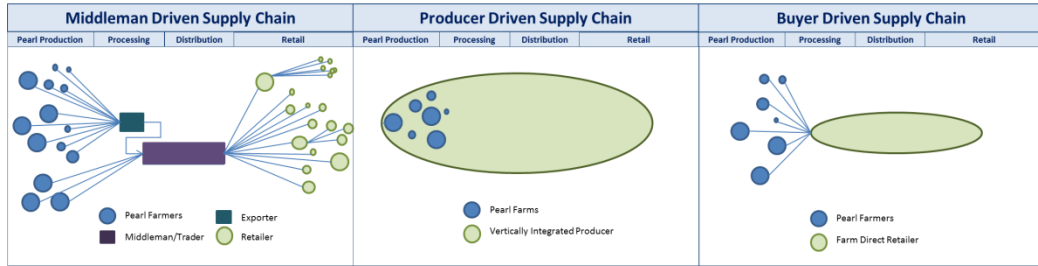 Middleman Driven Supply Chain
Pearl Production Processing Distribution Retail
Pearl Farmers Exporter
Middleman/Trader Retailer
Producer Driven Supply Chain
Pearl Production Processing Distribution Retail
Pearl Farms
Vertically Integrated Producer
Buyer Driven Supply Chain
Pearl Production Processing Distribution Retail
Pearl Farmers
Farm Direct Retailer